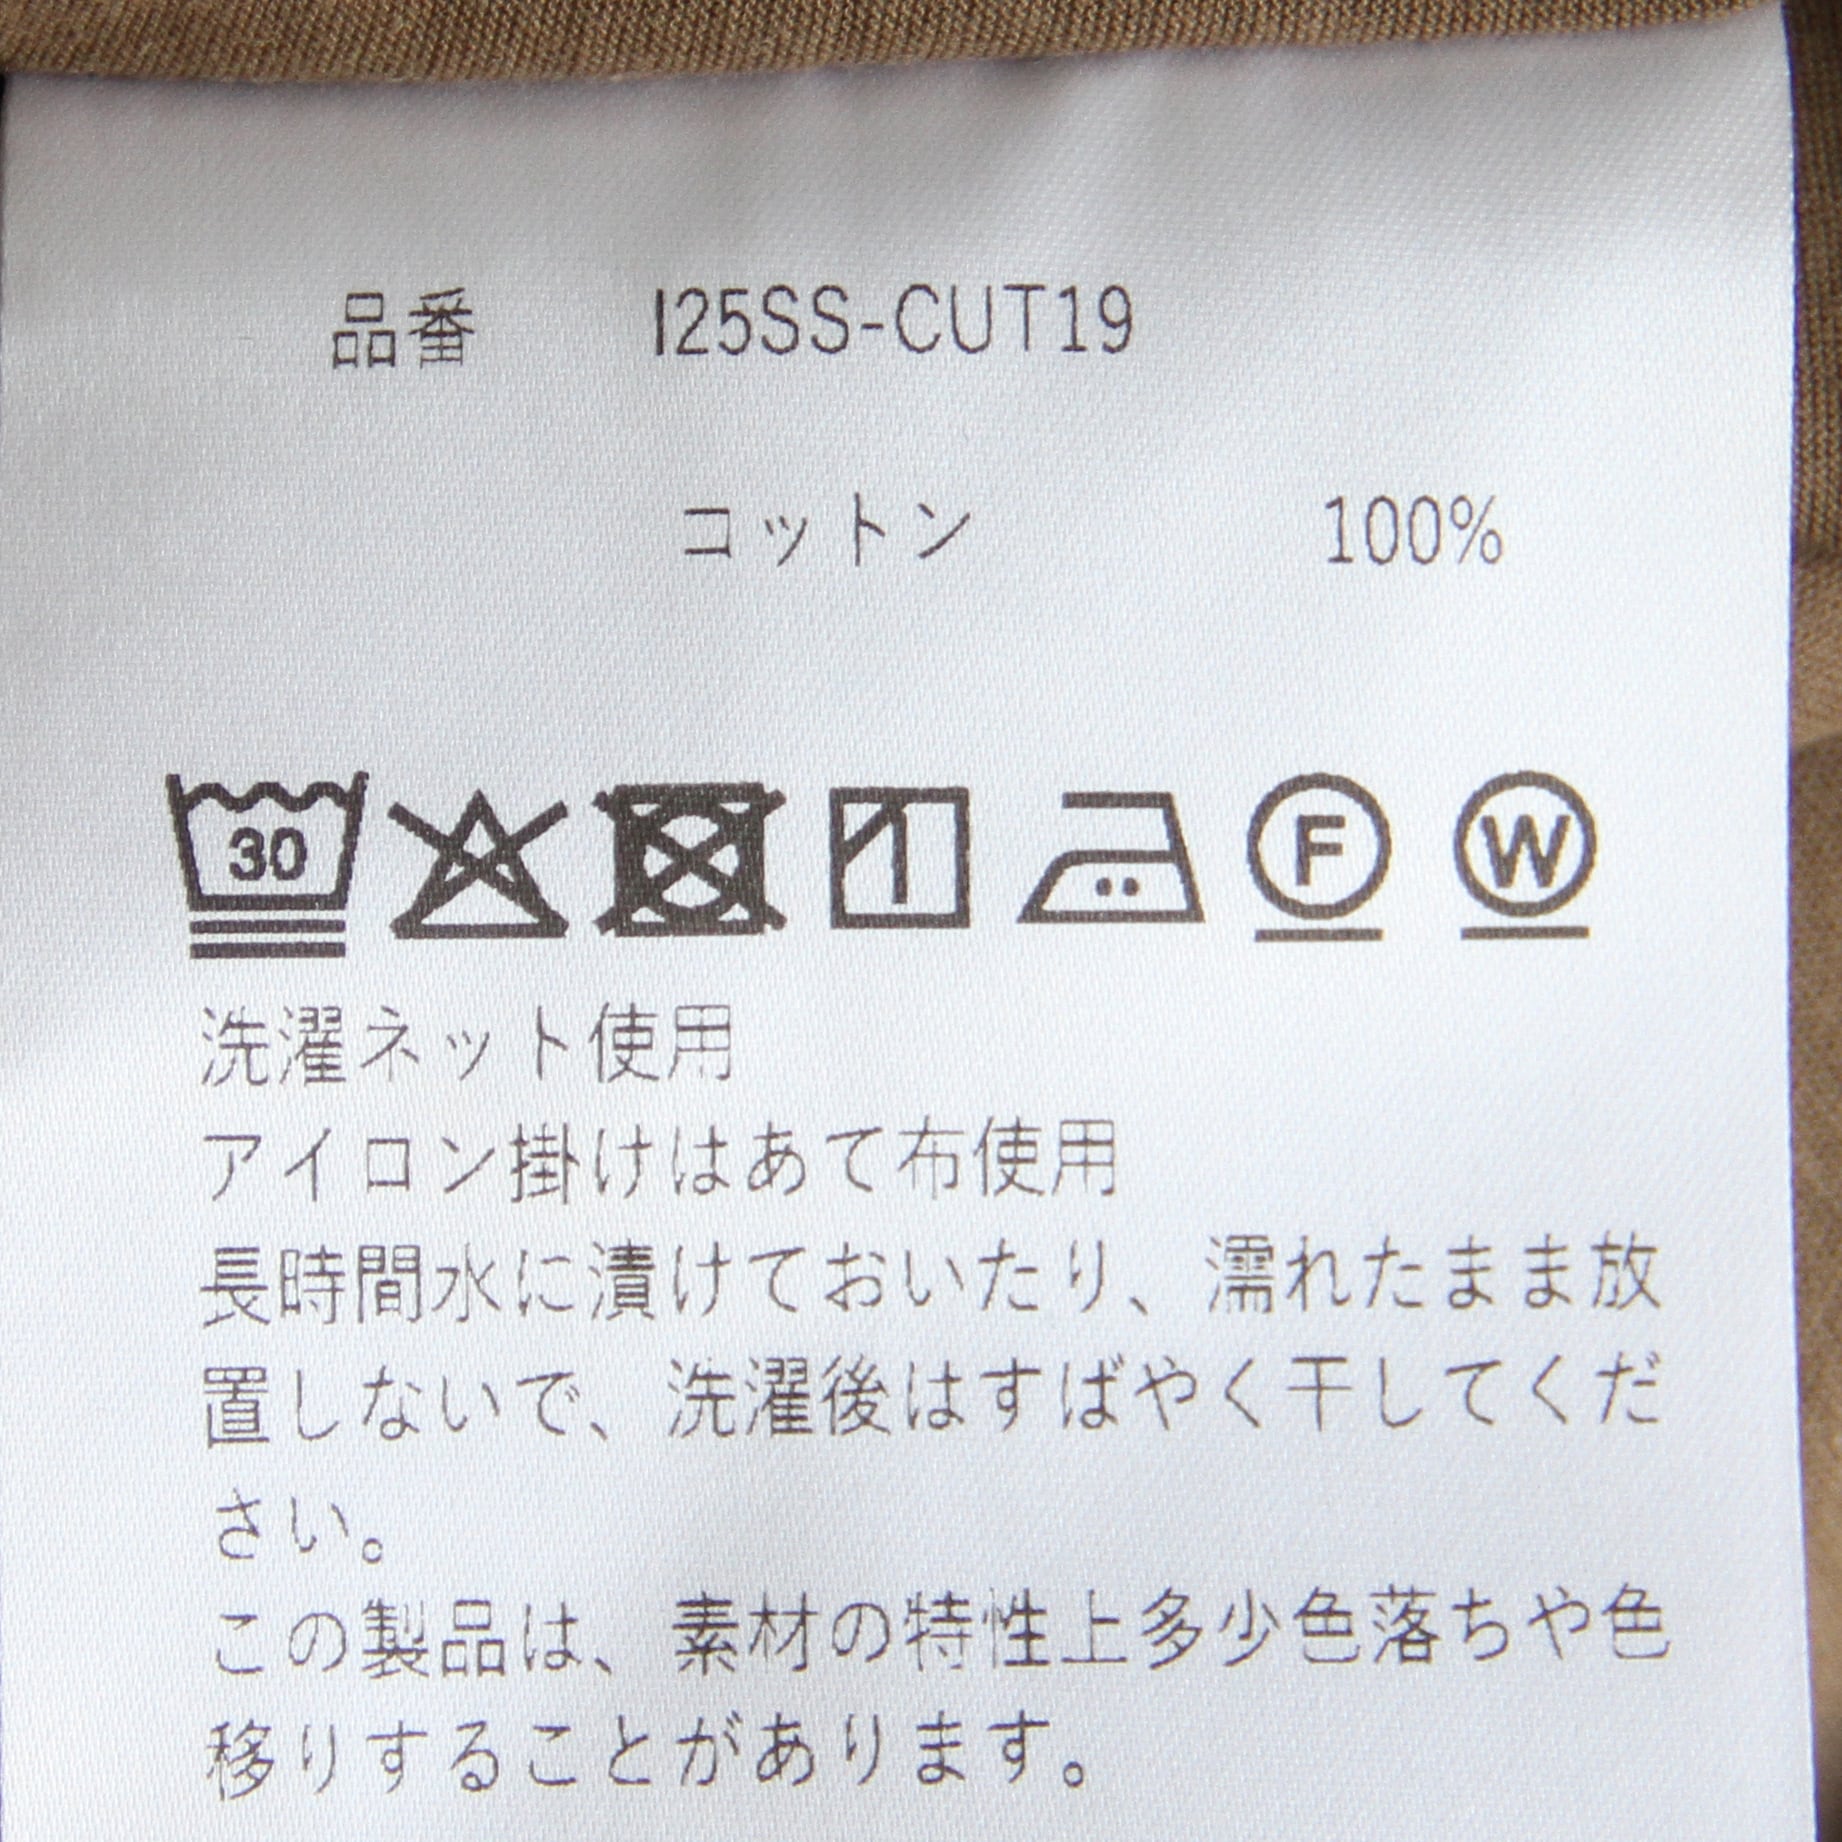 品番 I25SS-CUT19
コットン 100%
30 F W
洗濯ネット使用
アイロン掛けはあて布使用
長時間水に漬けておいたり、濡れたまま放
置しないで、洗濯後はすばやく干してくだ
さい。
この製品は、素材の特性上多少色落ちや色
移りすることがあります。